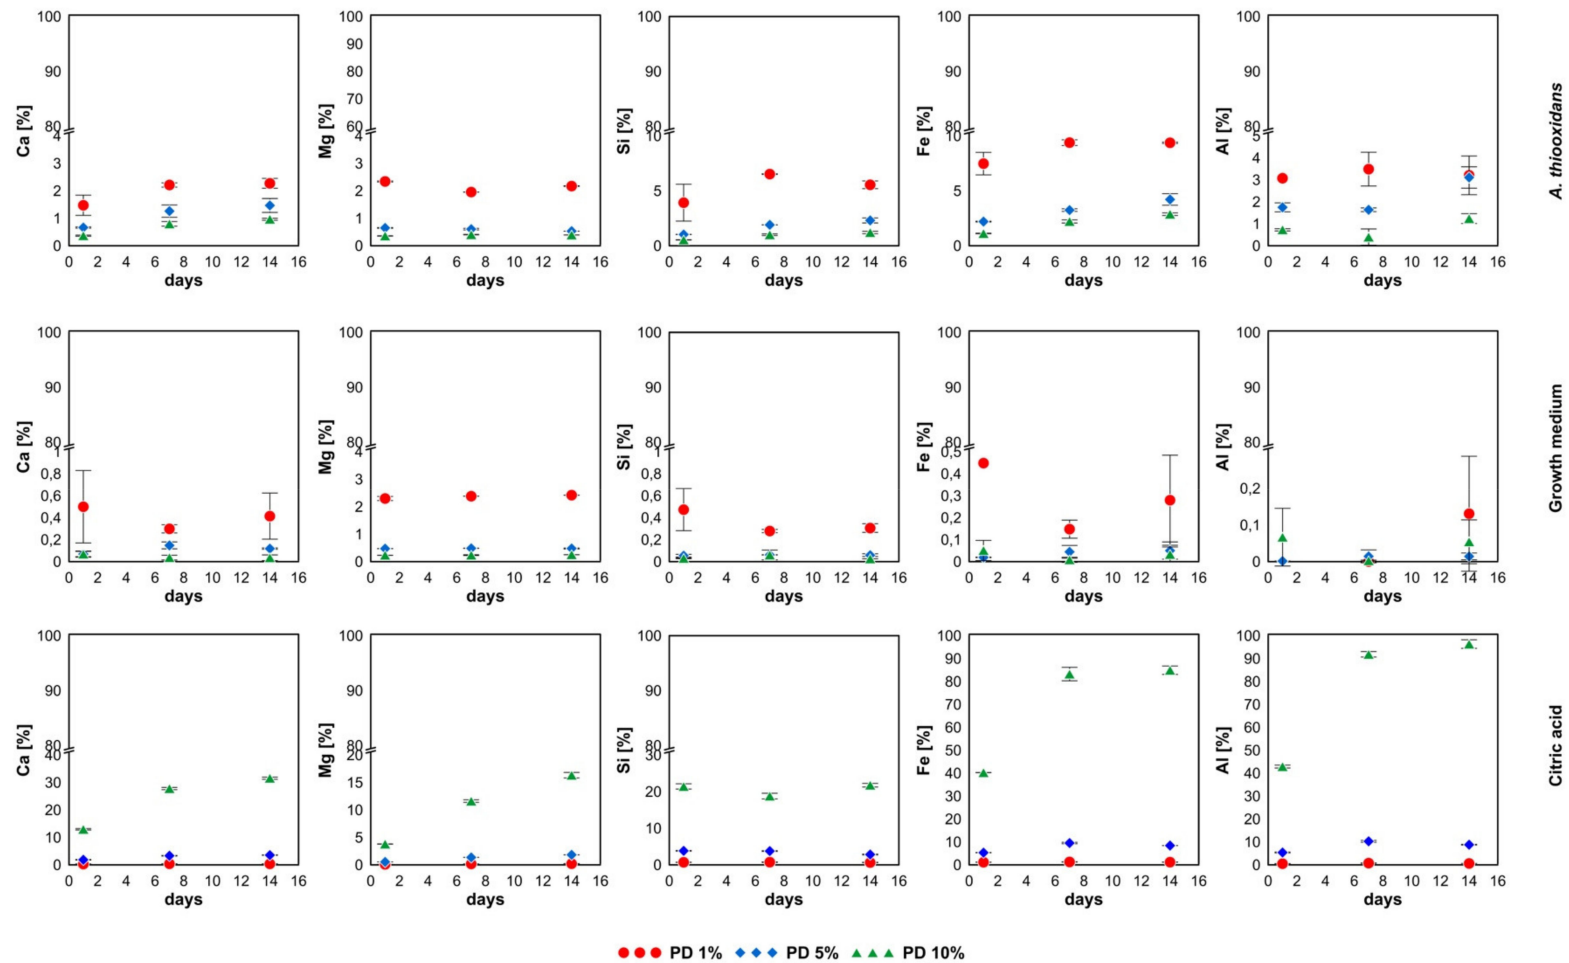 Ca [%]
100
90
80
4
3
2
1
0
0 2 4 6 8 10 12 14 16
days
Mg [%]
100
90
80
70
60
4
3
2
1
0
0 2 4 6 8 10 12 14 16
days
Si [%]
100
90
80
10
5
0
0 2 4 6 8 10 12 14 16
days
Fe [%]
100
90
80
10
5
0
0 2 4 6 8 10 12 14 16
days
Al [%]
100
90
80
5
4
3
2
1
0
0 2 4 6 8 10 12 14 16
days
A. thiooxidans
Ca [%]
100
90
80
1
0,8
0,6
0,4
0,2
0
0 2 4 6 8 10 12 14 16
days
Mg [%]
100
90
80
4
3
2
1
0
0 2 4 6 8 10 12 14 16
days
Si [%]
100
90
80
1
0,8
0,6
0,4
0,2
0
0 2 4 6 8 10 12 14 16
days
Fe [%]
100
90
80
0,5
0,4
0,3
0,2
0,1
0
0 2 4 6 8 10 12 14 16
days
Al [%]
100
90
80
0,2
0,1
0
0 2 4 6 8 10 12 14 16
days
Growth medium
Ca [%]
100
90
80
40
30
20
10
0
0 2 4 6 8 10 12 14 16
days
Mg [%]
100
90
80
20
15
10
5
0
0 2 4 6 8 10 12 14 16
days
Si [%]
100
90
80
30
20
10
0
0 2 4 6 8 10 12 14 16
days
Fe [%]
100
90
80
70
60
50
40
30
20
10
0
0 2 4 6 8 10 12 14 16
days
Al [%]
100
90
80
70
60
50
40
30
20
10
0
0 2 4 6 8 10 12 14 16
days
Citric acid
PD 1% PD 5% PD 10%